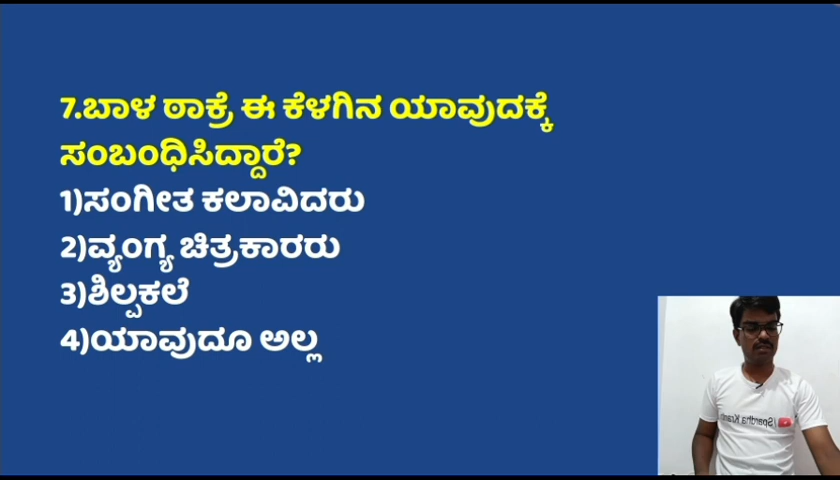 7.ಬಾಳ ಠಾಕ್ರೆ ಈ ಕೆಳಗಿನ ಯಾವುದಕ್ಕೆ
ಸಂಬಂಧಿಸಿದ್ದಾರೆ?
1)ಸಂಗೀತ ಕಲಾವಿದರು
2)ವ್ಯಂಗ್ಯ ಚಿತ್ರಕಾರರು
3)ಶಿಲ್ಪಕಲೆ
4)ಯಾವುದೂ ಅಲ್ಲ